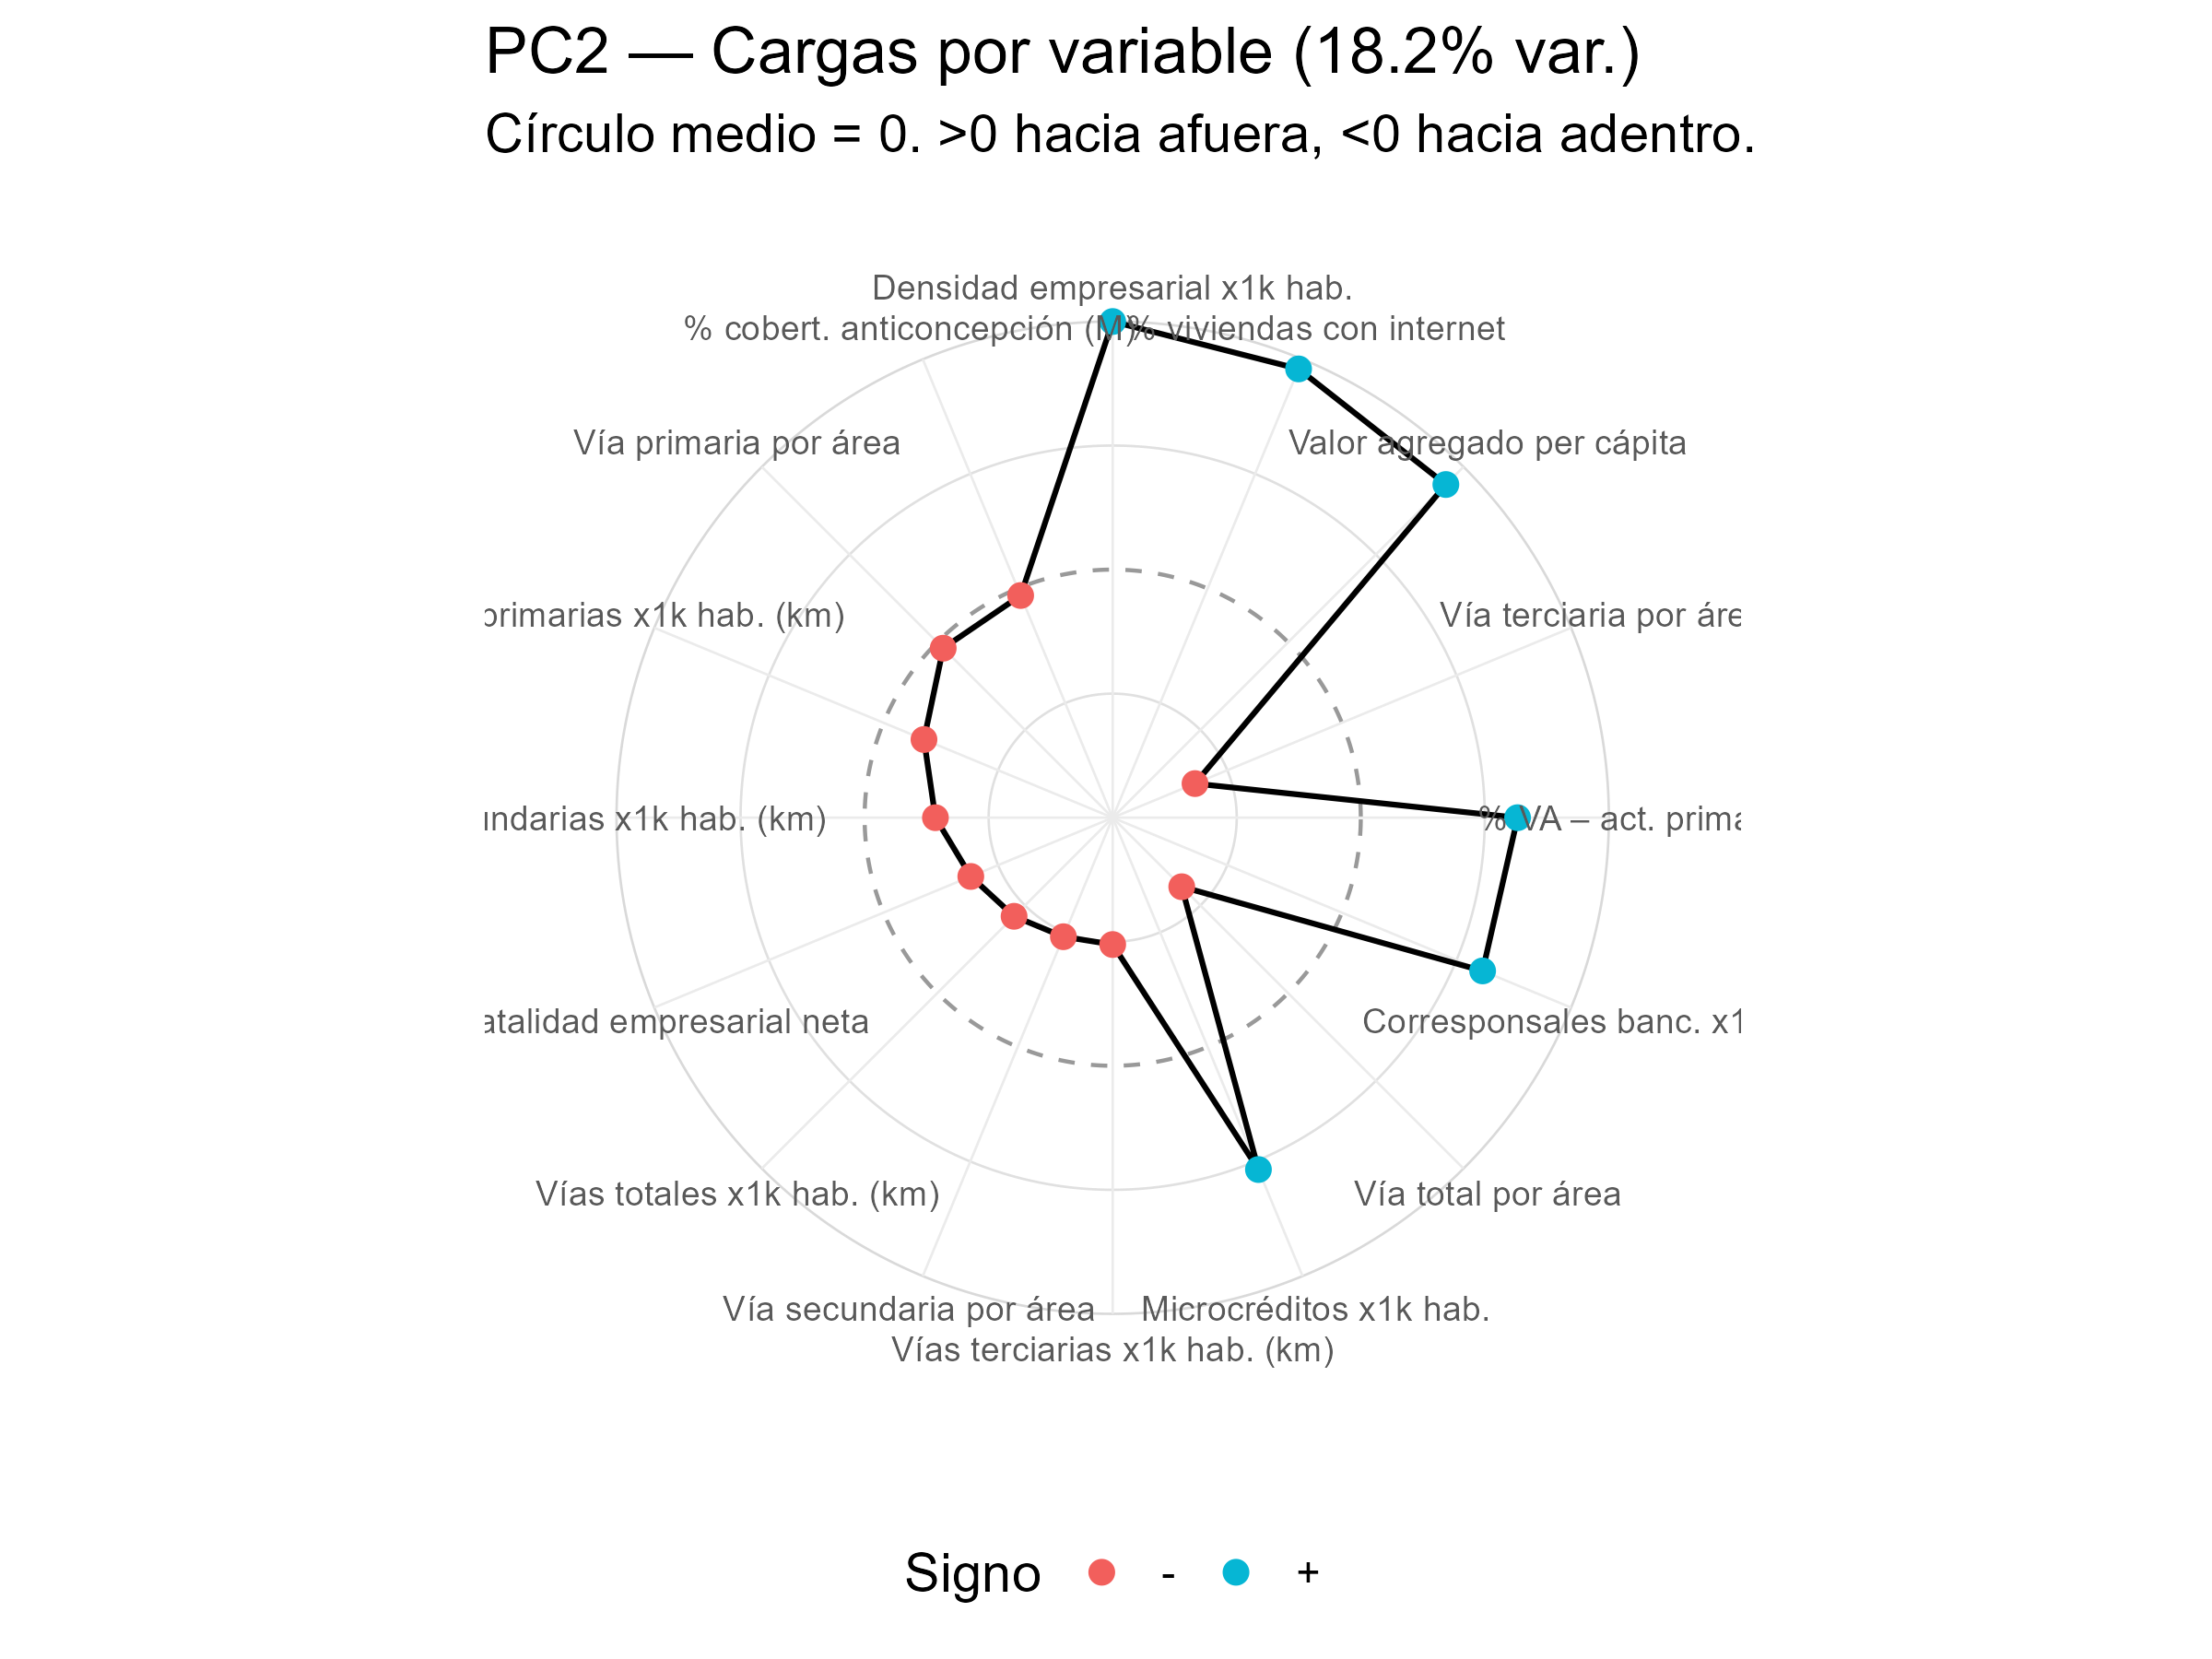 PC2 — Cargas por variable (18.2% var.)
Círculo medio = 0. >0 hacia afuera, <0 hacia adentro.
Densidad empresarial x1k hab.
% cobert. anticoncepción (M)
% viviendas con internet
Vía primaria por área
Valor agregado per cápita
primarias x1k hab. (km)
Vía terciaria por áre
undarias x1k hab. (km)
% VA – act. prima
atalidad empresarial neta
Corresponsales banc. x1
Vías totales x1k hab. (km)
Vía total por área
Vía secundaria por área
Microcréditos x1k hab.
Vías terciarias x1k hab. (km)
Signo - +